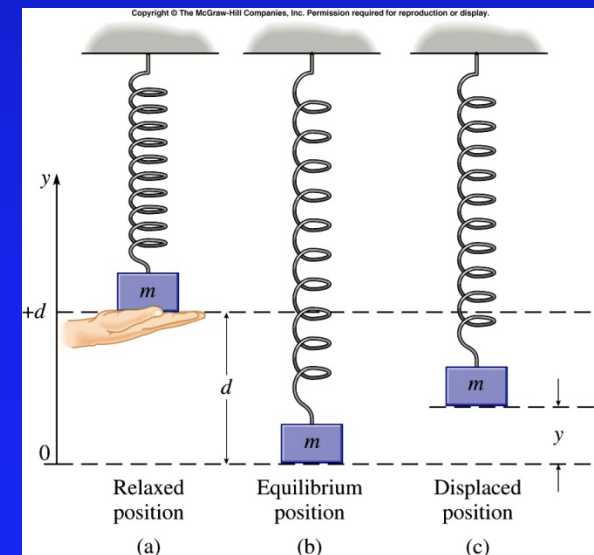 Copyright © The McGraw-Hill Companies, Inc. Permission required for reproduction or display.
y
m
+d
d
m
m
y
0
Relaxed position
Equilibrium position
Displaced position
(a)
(b)
(c)